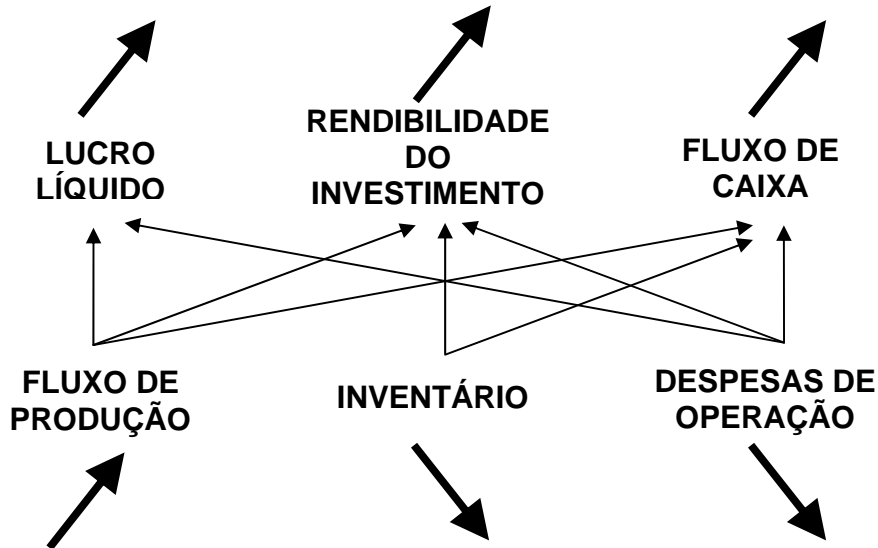 LUCRO
LÍQUIDO
RENDIBILIDADE
DO
INVESTIMENTO
FLUXO DE
CAIXA
FLUXO DE
PRODUÇÃO
INVENTÁRIO
DESPESAS DE
OPERAÇÃO